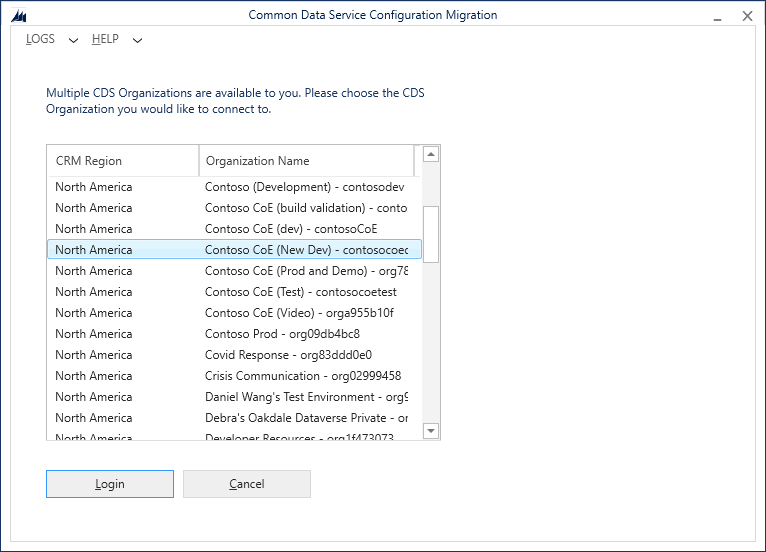 Common Data Service Configuration Migration
LOGS HELP
Multiple CDS Organizations are available to you. Please choose the CDS
Organization you would like to connect to.
CRM Region Organization Name
North America Contoso (Development) - contosodev
North America Contoso CoE (build validation) - conto
North America Contoso CoE (dev) - contosoCoE
North America Contoso CoE (New Dev) - contosocoec
North America Contoso CoE (Prod and Demo) - org78
North America Contoso CoE (Test) - contosocoetest
North America Contoso CoE (Video) - orga955b10f
North America Contoso Prod - org09db4bc8
North America Covid Response - org83ddd0e0
North America Crisis Communication - org02999458
North America Daniel Wang's Test Environment - org9
North America Debra's Oakdale Dataverse Private - or
North America Developer Resources - org1f473073
Login Cancel